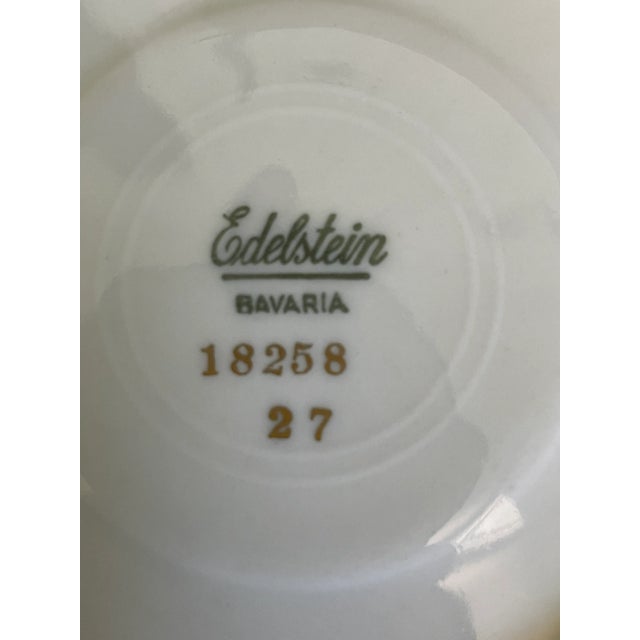 Edelstein
BAVARIA
18258
27